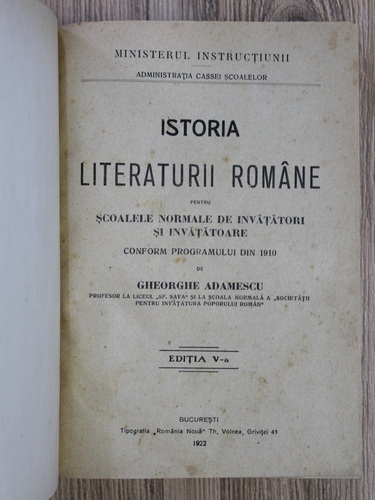 MINISTERUL INSTRUCȚIUNII
ADMINISTRAȚIA CASSEI ȘCOALELOR
ISTORIA
LITERATURII ROMÂNE
PENTRU
ȘCOALELE NORMALE DE INVĂȚĂTORI
ȘI INVĂȚĂTOARE
CONFORM PROGRAMULUI DIN 1910
DE
GHEORGHE ADAMESCU
PROFESOR LA LICEUL „SF. SAVA“ ȘI LA ȘCOALA NORMALĂ A „SOCIETĂȚII
PENTRU INVĂȚATURA POPORULUI ROMÂN“
EDIȚIA V-a
BUCUREȘTI
Tipografia „România Nouă“ Th. Voinea, Griviței 41
1922